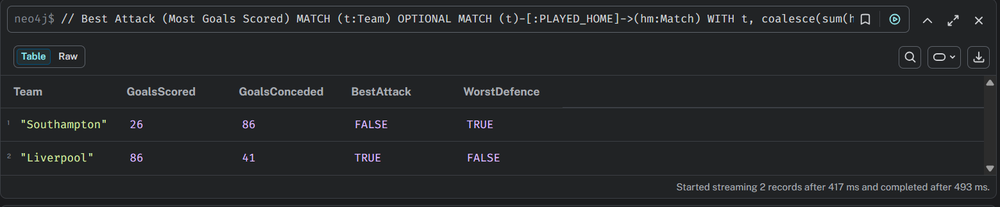 neo4j$ // Best Attack (Most Goals Scored) MATCH (t:Team) OPTIONAL MATCH (t)-[:PLAYED_HOME]->(hm:Match) WITH t, coalesce(sum(h
Table Raw
Team GoalsScored GoalsConceded BestAttack WorstDefence
1 "Southampton" 26 86 FALSE TRUE
2 "Liverpool" 86 41 TRUE FALSE
Started streaming 2 records after 417 ms and completed after 493 ms.